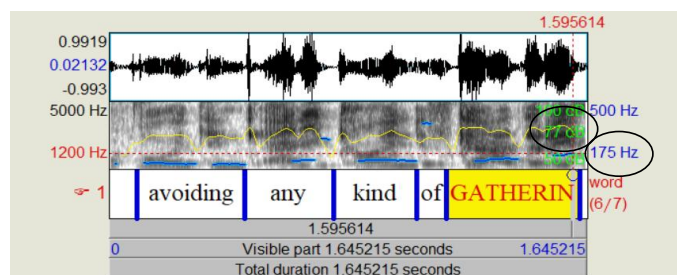 1.595614
0.9919
0.02132
-0.993
5000 Hz 500 Hz
77 dB
1200 Hz 175 Hz
☞ 1 avoiding any kind of GATHERIN word (6/7)
1.595614
0 Visible part 1.645215 seconds 1.645215
Total duration 1.645215 seconds